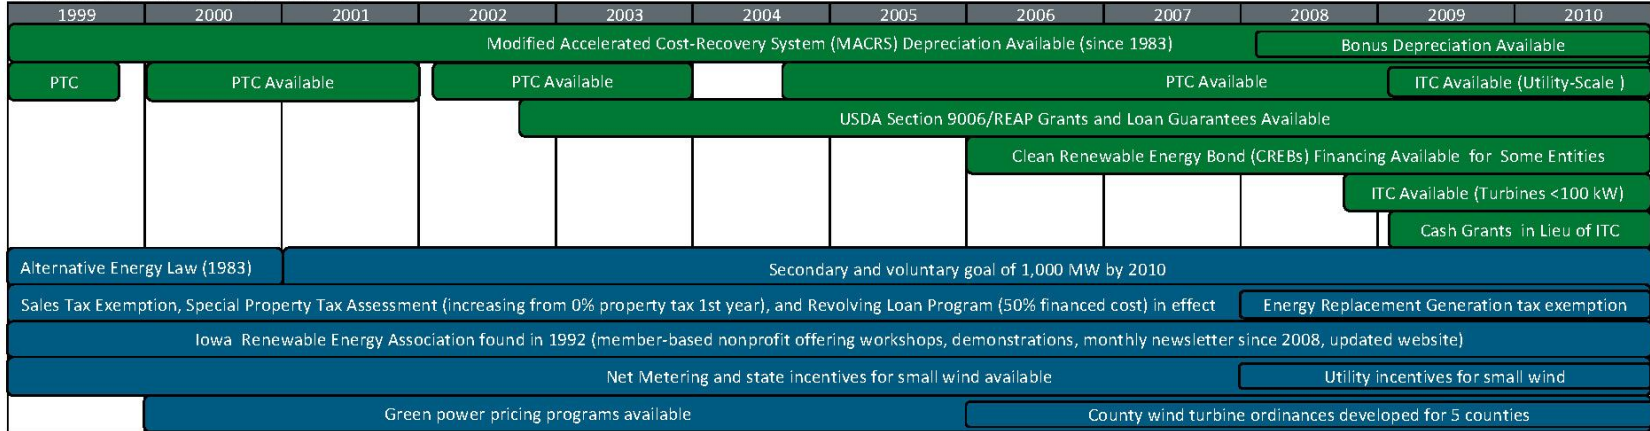 1999 2000 2001 2002 2003 2004 2005 2006 2007 2008 2009 2010
Modified Accelerated Cost-Recovery System (MACRS) Depreciation Available (since 1983) Bonus Depreciation Available
PTC PTC Available PTC Available PTC Available ITC Available (Utility-Scale )
USDA Section 9006/REAP Grants and Loan Guarantees Available
Clean Renewable Energy Bond (CREBs) Financing Available for Some Entities
ITC Available (Turbines <100 kW)
Cash Grants in Lieu of ITC
Alternative Energy Law (1983) Secondary and voluntary goal of 1,000 MW by 2010
Sales Tax Exemption, Special Property Tax Assessment (increasing from 0% property tax 1st year), and Revolving Loan Program (50% financed cost) in effect Energy Replacement Generation tax exemption
Iowa Renewable Energy Association found in 1992 (member-based nonprofit offering workshops, demonstrations, monthly newsletter since 2008, updated website)
Net Metering and state incentives for small wind available Utility incentives for small wind
Green power pricing programs available County wind turbine ordinances developed for 5 counties